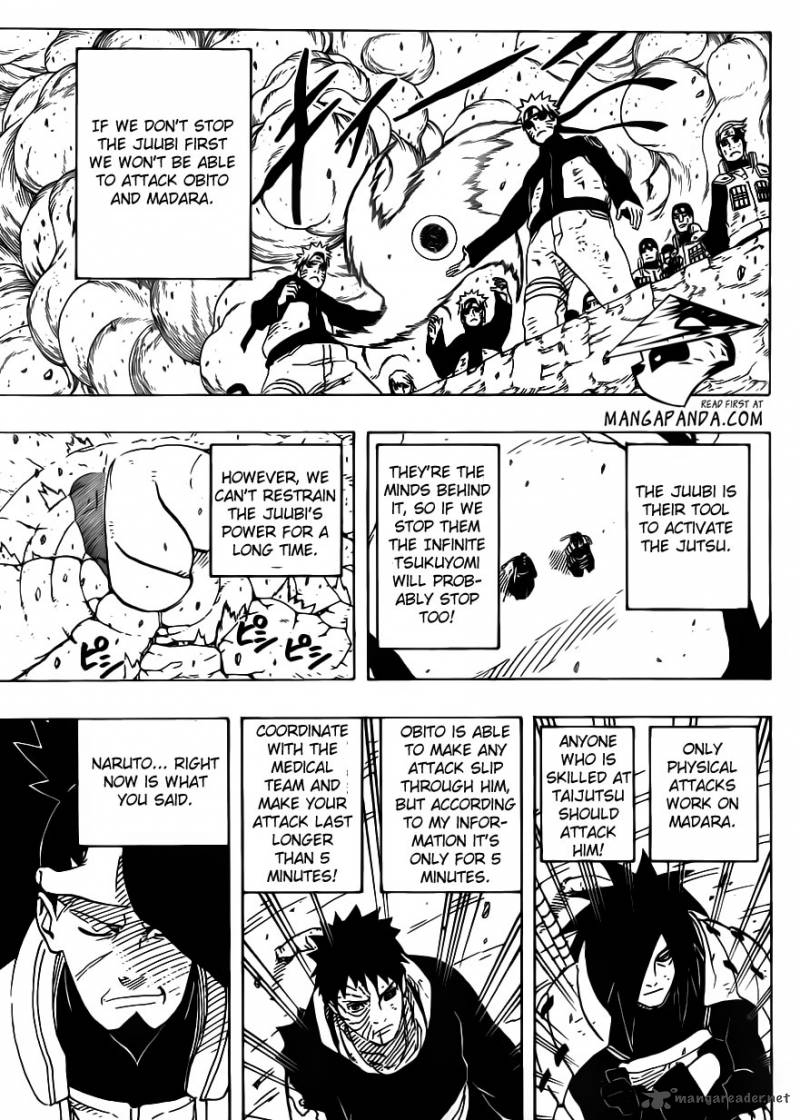 IF WE DON'T STOP
THE JUUBI FIRST
WE WON'T BE ABLE
TO ATTACK OBITO
AND MADARA.
READ FIRST AT
MANGAPANDA.COM
THE JUUBI IS
THEIR TOOL
TO ACTIVATE
THE JUTSU.
THEY'RE THE
MINDS BEHIND
IT, SO IF WE
STOP THEM
THE INFINITE
TSUKUYOMI
WILL PROB-
ABLY STOP
TOO!
HOWEVER, WE
CAN'T RESTRAIN
THE JUUBI'S
POWER FOR A
LONG TIME.
ピシ
ピシ
ONLY
PHYSICAL
ATTACKS
WORK ON
MADARA.
ANYONE
WHO IS
SKILLED AT
TAIJUTSU
SHOULD
ATTACK
HIM!
OBITO IS ABLE
TO MAKE ANY
ATTACK SLIP
THROUGH HIM,
BUT ACCORDING
TO MY INFOR-
MATION IT'S
ONLY FOR 5
MINUTES.
COORDINATE
WITH THE
MEDICAL
TEAM AND
MAKE YOUR
ATTACK LAST
LONGER
THAN 5
MINUTES!
NARUTO... RIGHT
NOW IS WHAT
YOU SAID.
mangareader.net